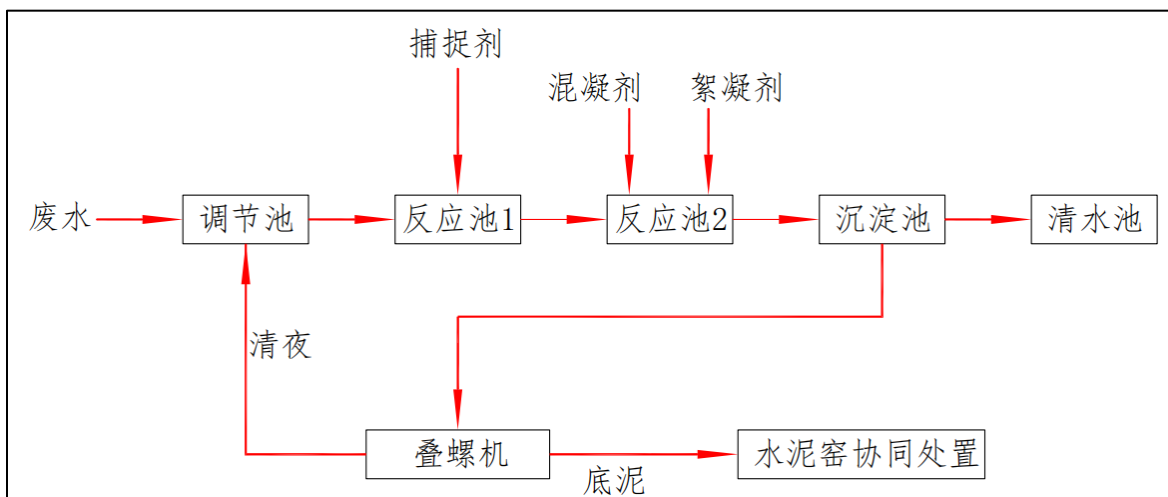 捕捉剂
混凝剂 絮凝剂
废水 调节池 反应池1 反应池2 沉淀池 清水池
清夜
叠螺机 水泥窑协同处置
底泥